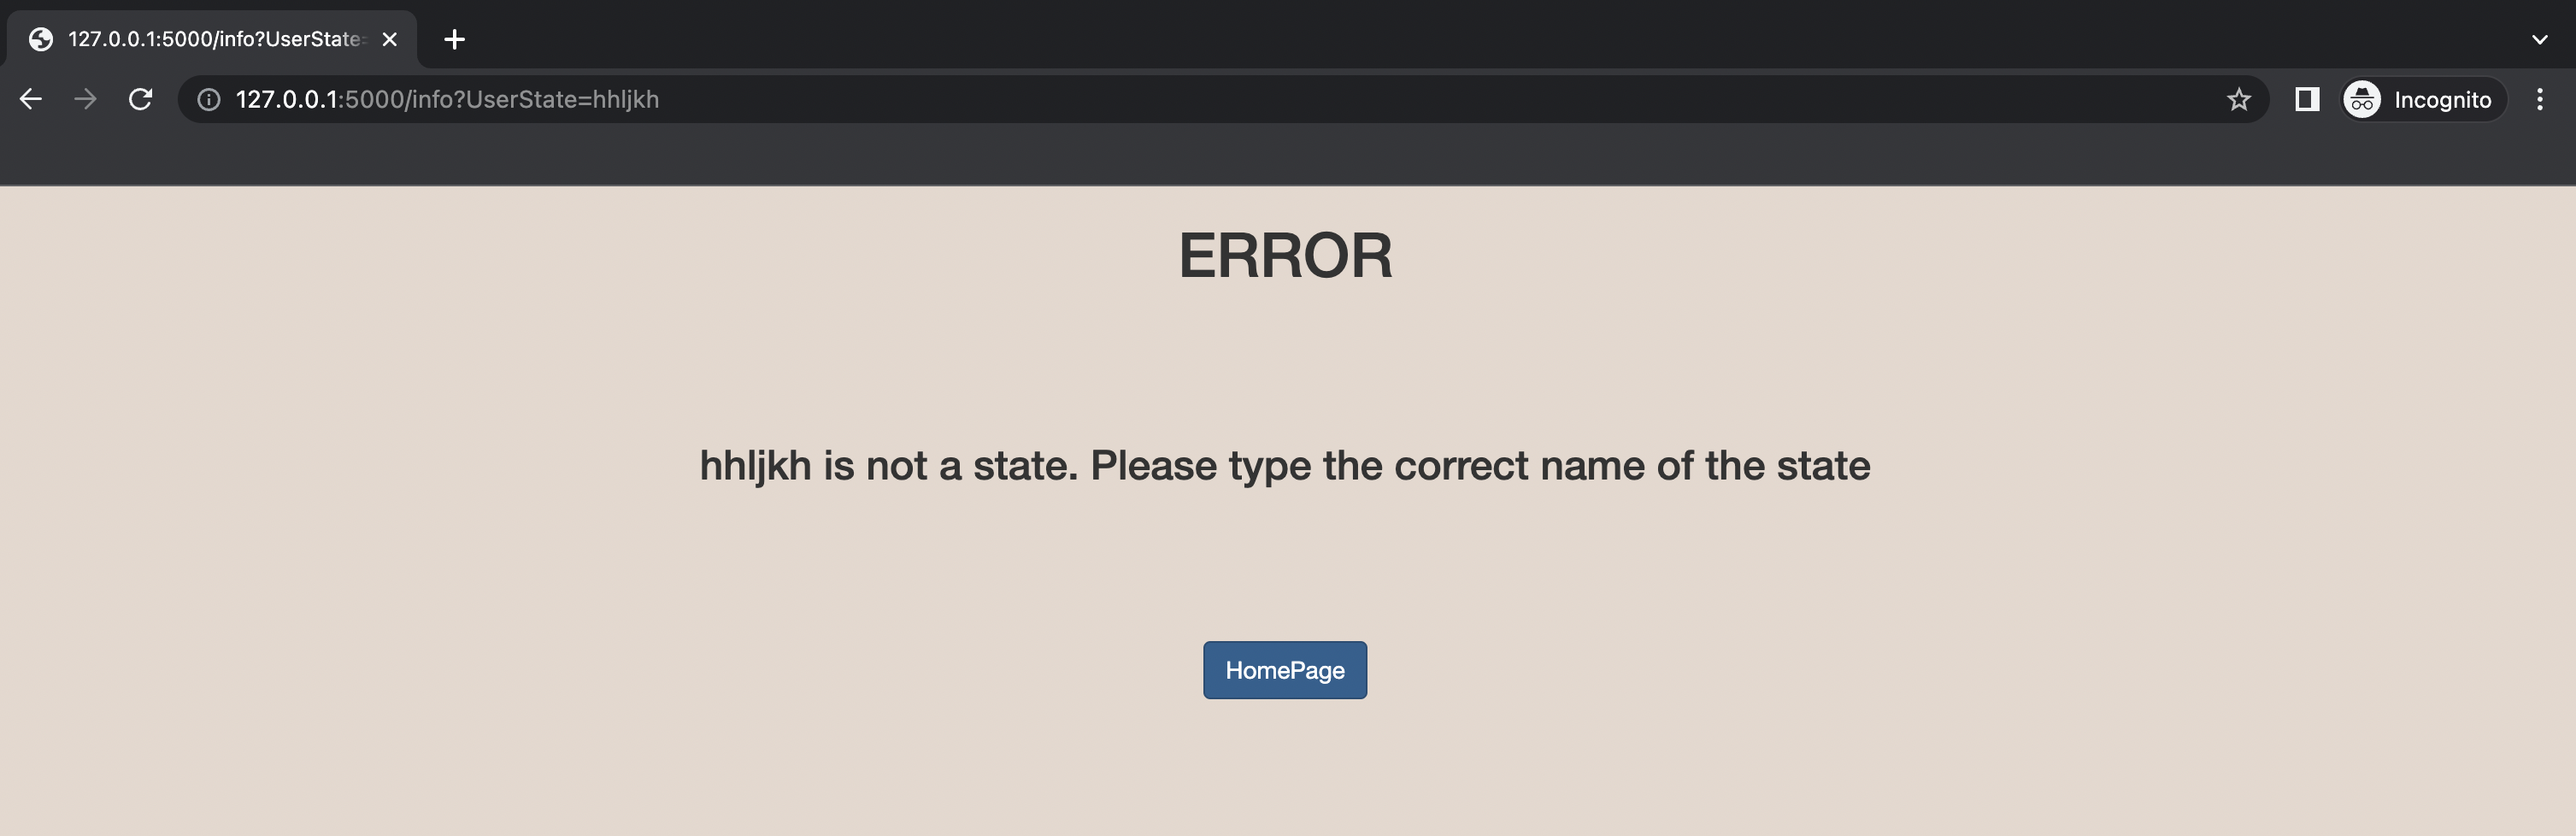 127.0.0.1:5000/info?UserState=
127.0.0.1:5000/info?UserState=hhljkh
Incognito
ERROR
hhljkh is not a state. Please type the correct name of the state
HomePage